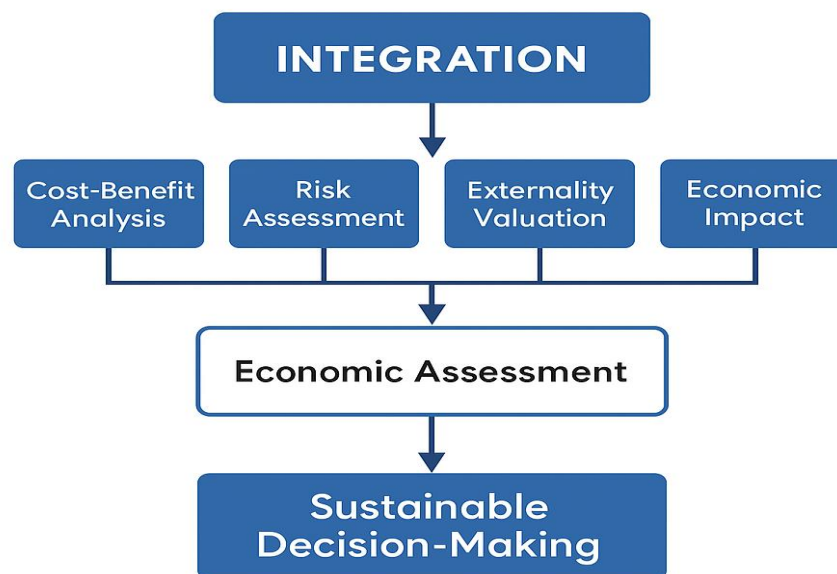 INTEGRATION
Cost-Benefit
Analysis
Risk
Assessment
Externality
Valuation
Economic
Impact
Economic Assessment
Sustainable
Decision-Making